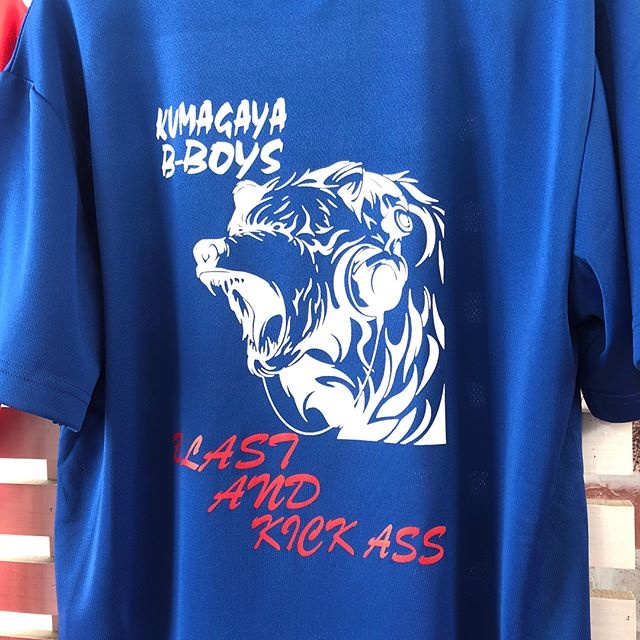 KUMAGAYA
B-BOYS
BLAST
AND
KICK ASS